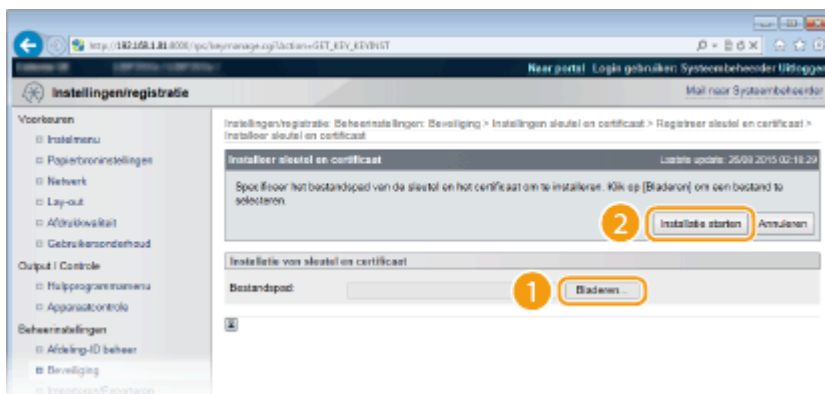 http://192.168.1.81:8000/rps/keymanage.cgi?Action=GET_KEY_KEYINST
Naar portal Login gebruiker: Systeembeheerder Uitloggen
Instellingen/registratie
Mail naar Systeembeheerder
Voorkeuren
Instelmenu
Papierbroninstellingen
Netwerk
Lay-out
Afdrukkwaliteit
Gebruikersonderhoud
Output / Controle
Hulpprogrammamenu
Apparaatcontrole
Beheerinstellingen
Afdeling-ID beheer
Beveiliging
Importeren/Exporteren
Instellingen/registratie: Beheerinstellingen: Beveiliging > Instellingen sleutel en certificaat > Registreer sleutel en certificaat >
Installeer sleutel en certificaat
Installeer sleutel en certificaat
Laatste update: 26/08 2015 02:18:29
Specificeer het bestandspad van de sleutel en het certificaat om te installeren. Klik op [Bladeren] om een bestand te
selecteren.
2
Installatie starten
Annuleren
Installatie van sleutel en certificaat
Bestandspad:
1
Bladeren...